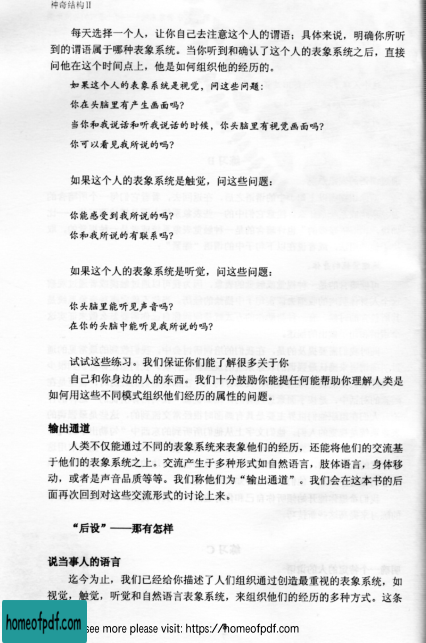 神奇结构 II
每天选择一个人，让你自己去注意这个人的谓语；具体来说，明确你所听
到的谓语属于哪种表象系统。当你听到和确认了这个人的表象系统之后，直接
问他在这个时间点上，他是如何组织他的经历的。
如果这个人的表象系统是视觉，问这些问题：
你在头脑里有产生画面吗？
当你和我说话和听我说话的时候，你头脑里有视觉画面吗？
你可以看见我所说的吗？
如果这个人的表象系统是触觉，问这些问题：
你能感受到我所说的吗？
你和我所说的有联系吗？
如果这个人的表象系统是听觉，问这些问题：
你头脑里能听见声音吗？
在你的头脑中能听见我所说的吗？
试试这些练习。我们保证你们能了解很多关于你
自己和你身边的人的东西。我们十分鼓励你能提任何能帮助你理解人类是
如何用这些不同模式组织他们经历的属性的问题。
输出通道
人类不仅能通过不同的表象系统来表象他们的经历，还能将他们的交流基
于他们的表象系统之上。交流产生于多种形式如自然语言，肢体语言，身体移
动，或者是声音品质等等。我们称他们为“输出通道”。我们会在这本书的后
面再次回到对这些交流形式的讨论上来。
“后设”——那有怎样
说当事人的语言
迄今为止，我们已经给你描述了人们组织通过创造最重视的表象系统，如
视觉，触觉，听觉和自然语言表象系统，来组织他们的经历的多种方式。这条
homeofpdf.com
see more please visit: https://homeofpdf.com